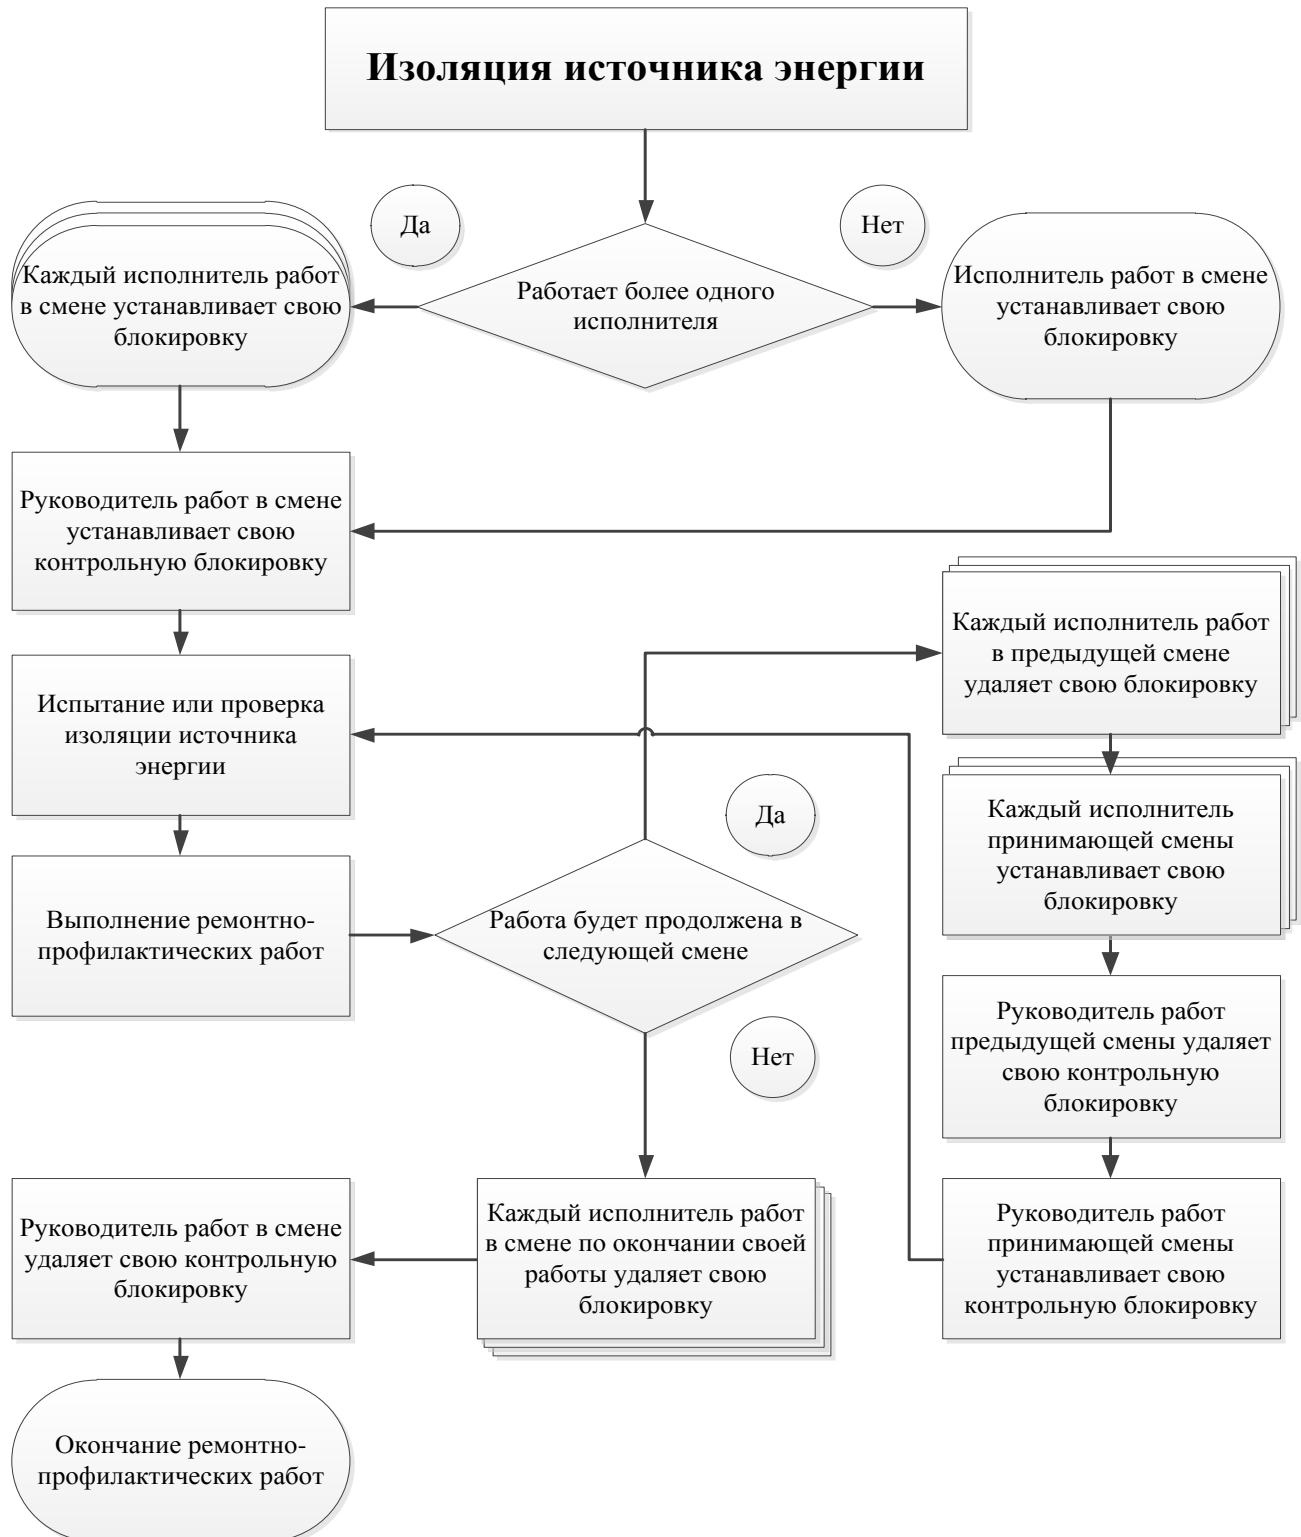 Изоляция источника энергии
Да
Нет
Каждый исполнитель работ
в смене устанавливает свою
блокировку
Работает более одного
исполнителя
Исполнитель работ в смене
устанавливает свою
блокировку
Руководитель работ в смене
устанавливает свою
контрольную блокировку
Каждый исполнитель работ
в предыдущей смене
удаляет свою блокировку
Испытание или проверка
изоляции источника
энергии
Да
Каждый исполнитель
принимающей смены
устанавливает свою
блокировку
Выполнение ремонтно-
профилактических работ
Работа будет продолжена в
следующей смене
Нет
Руководитель работ
предыдущей смены удаляет
свою контрольную
блокировку
Руководитель работ в смене
удаляет свою контрольную
блокировку
Каждый исполнитель работ
в смене по окончании своей
работы удаляет свою
блокировку
Руководитель работ
принимающей смены
устанавливает свою
контрольную блокировку
Окончание ремонтно-
профилактических работ